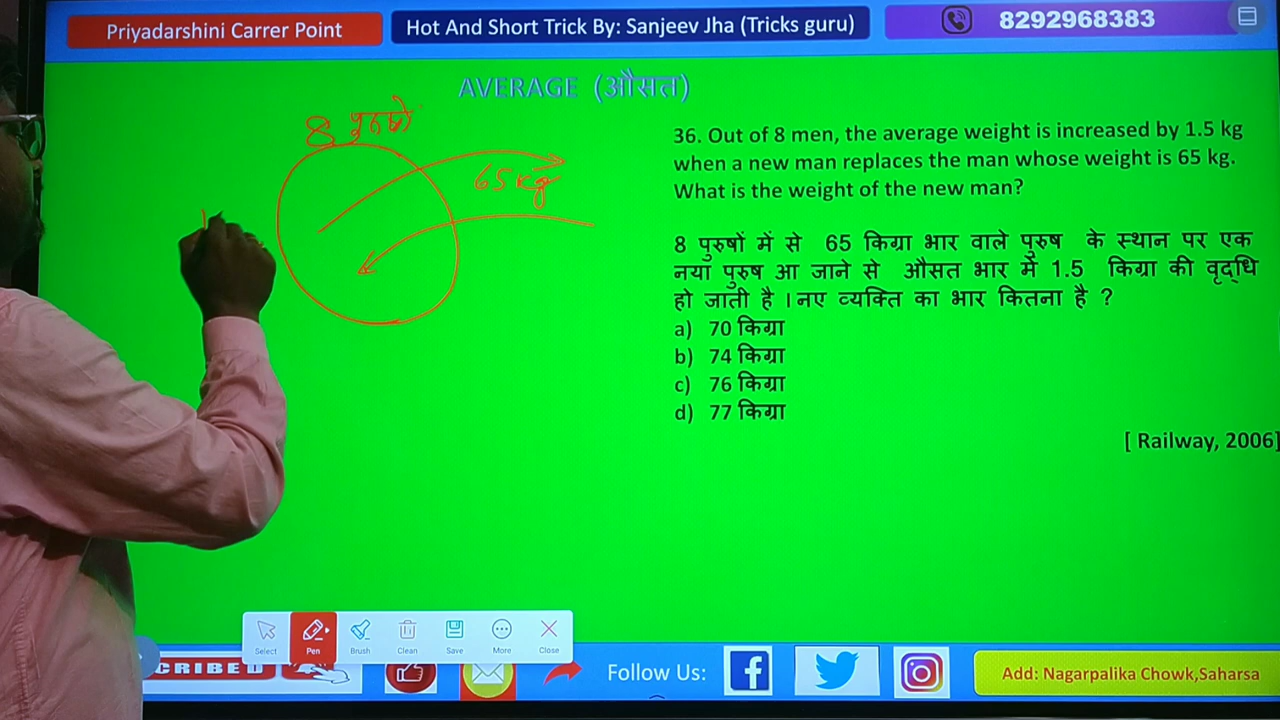 Priyadarshini Carrer Point
Hot And Short Trick By: Sanjeev Jha (Tricks guru)
8292968383
AVERAGE (औसत)
8 पुरुषो
65 kg
36. Out of 8 men, the average weight is increased by 1.5 kg
when a new man replaces the man whose weight is 65 kg.
What is the weight of the new man?
8 पुरुषों में से 65 किग्रा भार वाले पुरुष के स्थान पर एक
नया पुरुष आ जाने से औसत भार में 1.5 किग्रा की वृद्धि
हो जाती है । नए व्यक्ति का भार कितना है ?
a) 70 किग्रा
b) 74 किग्रा
c) 76 किग्रा
d) 77 किग्रा
[ Railway, 2006]
Select Pen Brush Clean Save More Close
CRIBED
Follow Us:
Add: Nagarpalika Chowk,Saharsa